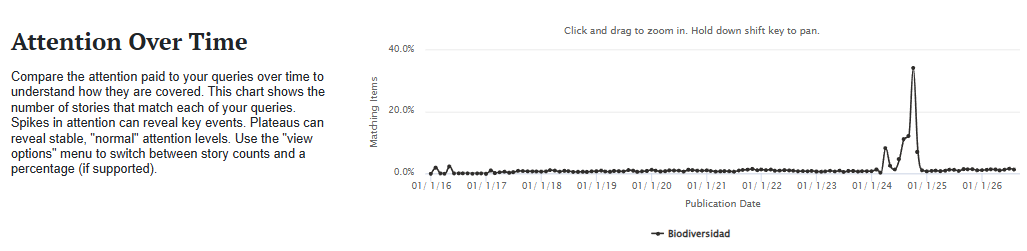 Attention Over Time
Compare the attention paid to your queries over time to
understand how they are covered. This chart shows the
number of stories that match each of your queries.
Spikes in attention can reveal key events. Plateaus can
reveal stable, "normal" attention levels. Use the "view
options" menu to switch between story counts and a
percentage (if supported).
Click and drag to zoom in. Hold down shift key to pan.
Matching Items
40.0%
20.0%
0.0%
01/ 1/16 01/ 1/17 01/ 1/18 01/ 1/19 01/ 1/20 01/ 1/21 01/ 1/22 01/ 1/23 01/ 1/24 01/ 1/25 01/ 1/26
Publication Date
Biodiversidad